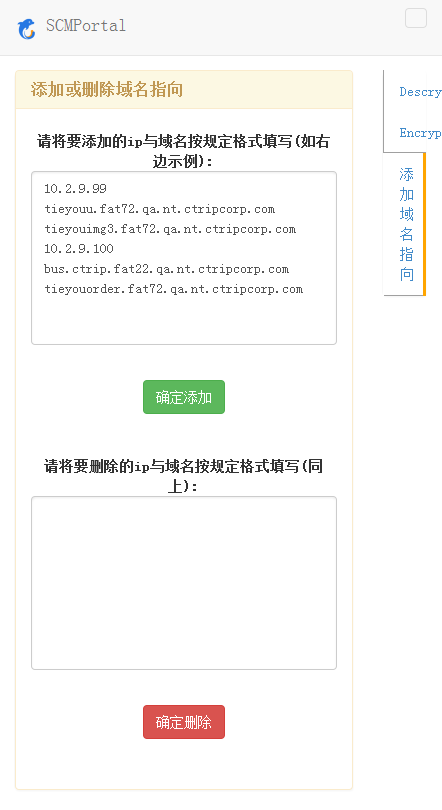 SCMPortal
添加或删除域名指向
请将要添加的ip与域名按规定格式填写(如右
边示例):
10.2.9.99
tieyouu.fat72.qa.nt.ctripcorp.com
tieyouimg3.fat72.qa.nt.ctripcorp.com
10.2.9.100
bus.ctrip.fat22.qa.nt.ctripcorp.com
tieyouorder.fat72.qa.nt.ctripcorp.com
确定添加
请将要删除的ip与域名按规定格式填写(同
上):
确定删除
Descry
Encryp
添
加
域
名
指
向